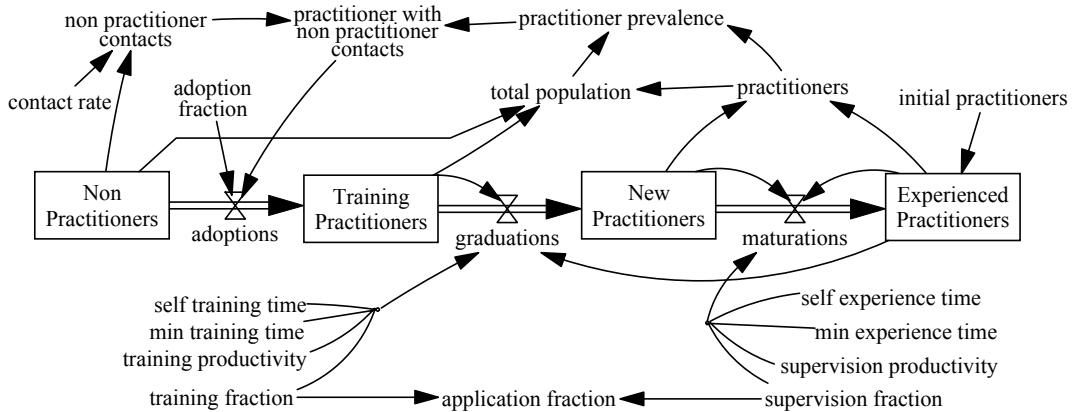 non practitioner
contacts
practitioner with
non practitioner
contacts
practitioner prevalence
contact rate
adoption
fraction
total population
practitioners
initial practitioners
Non
Practitioners
adoptions
Training
Practitioners
graduations
New
Practitioners
maturations
Experienced
Practitioners
self training time
min training time
training productivity
training fraction
application fraction
self experience time
min experience time
supervision productivity
supervision fraction